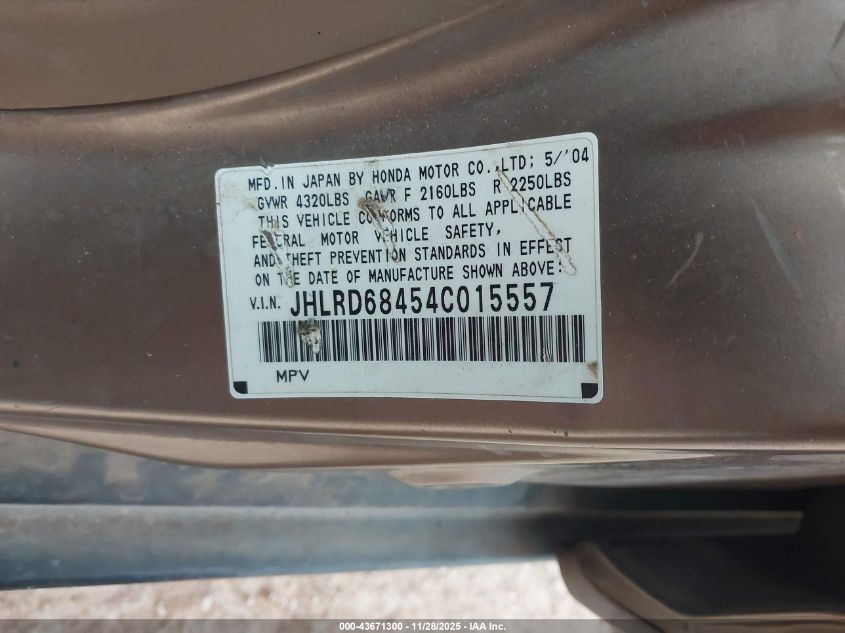 MFD. IN JAPAN BY HONDA MOTOR CO., LTD; 5/'04
GVWR 4320LBS GAWR F 2160LBS R 2250LBS
THIS VEHICLE CONFORMS TO ALL APPLICABLE
FEDERAL MOTOR VEHICLE SAFETY,
AND THEFT PREVENTION STANDARDS IN EFFECT
ON THE DATE OF MANUFACTURE SHOWN ABOVE:
V.I.N. JHLRD68454C015557
MPV
000-43671300 - 11/28/2025 - IAA Inc.